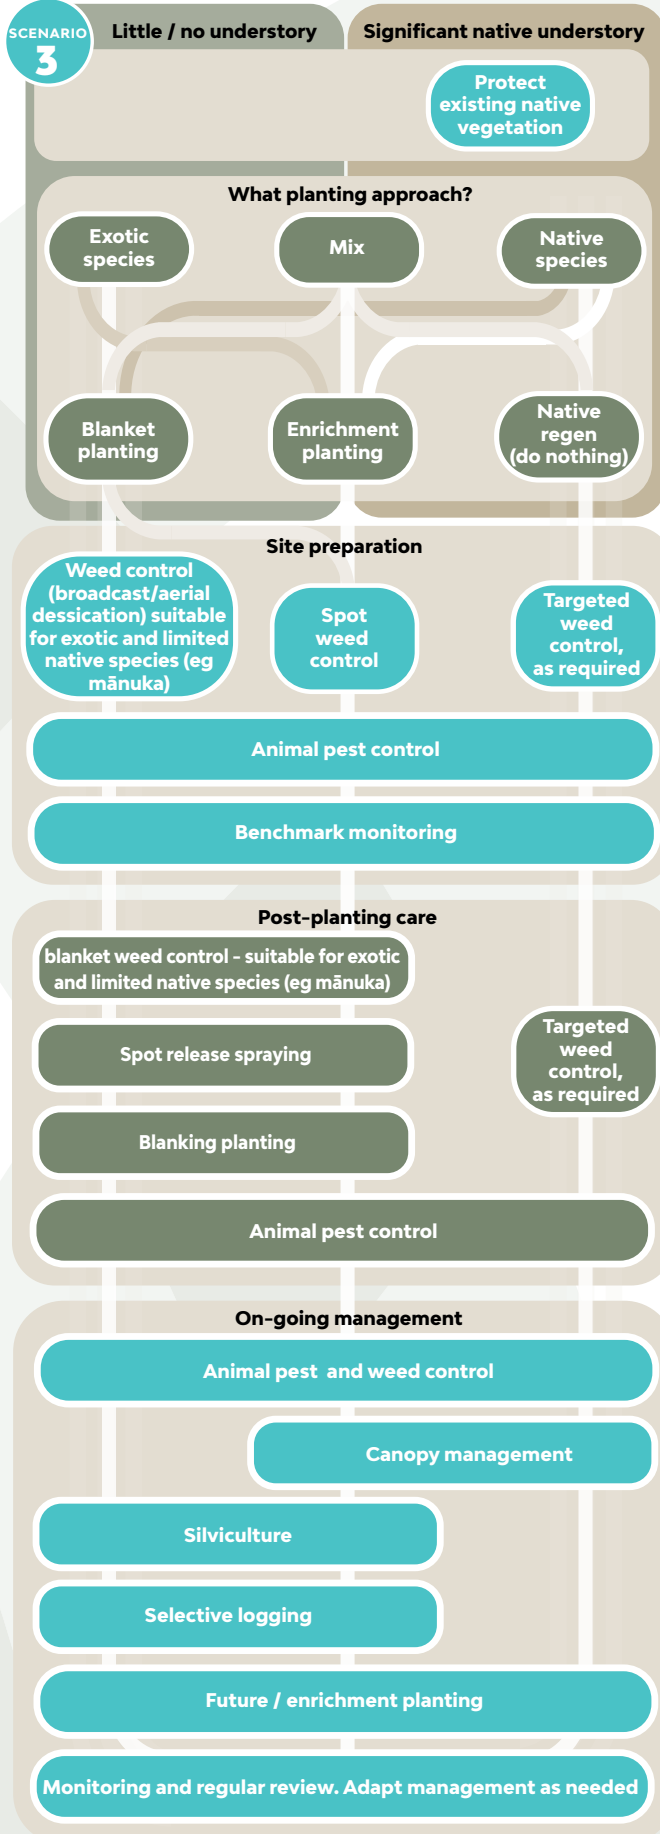 SCENARIO
3
Little / no understory
Significant native understory
Protect
existing native
vegetation
What planting approach?
Exotic
species
Mix
Native
species
Blanket
planting
Enrichment
planting
Native
regen
(do nothing)
Site preparation
Weed control
(broadcast/aerial
dessication) suitable
for exotic and limited
native species (eg
mānuka)
Spot
weed
control
Targeted
weed
control,
as required
Animal pest control
Benchmark monitoring
Post-planting care
blanket weed control - suitable for exotic
and limited native species (eg mānuka)
Spot release spraying
Targeted
weed
control,
as required
Blanking planting
Animal pest control
On-going management
Animal pest and weed control
Canopy management
Silviculture
Selective logging
Future / enrichment planting
Monitoring and regular review. Adapt management as needed